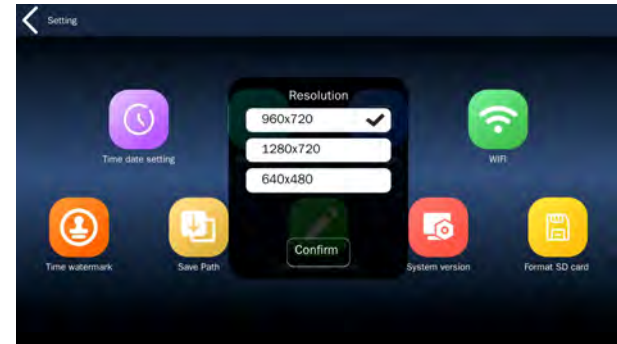 Setting
Resolution
960x720
1280x720
640x480
Confirm
Time date setting
WIFI
Time watermark
Save Path
System version
Format SD card